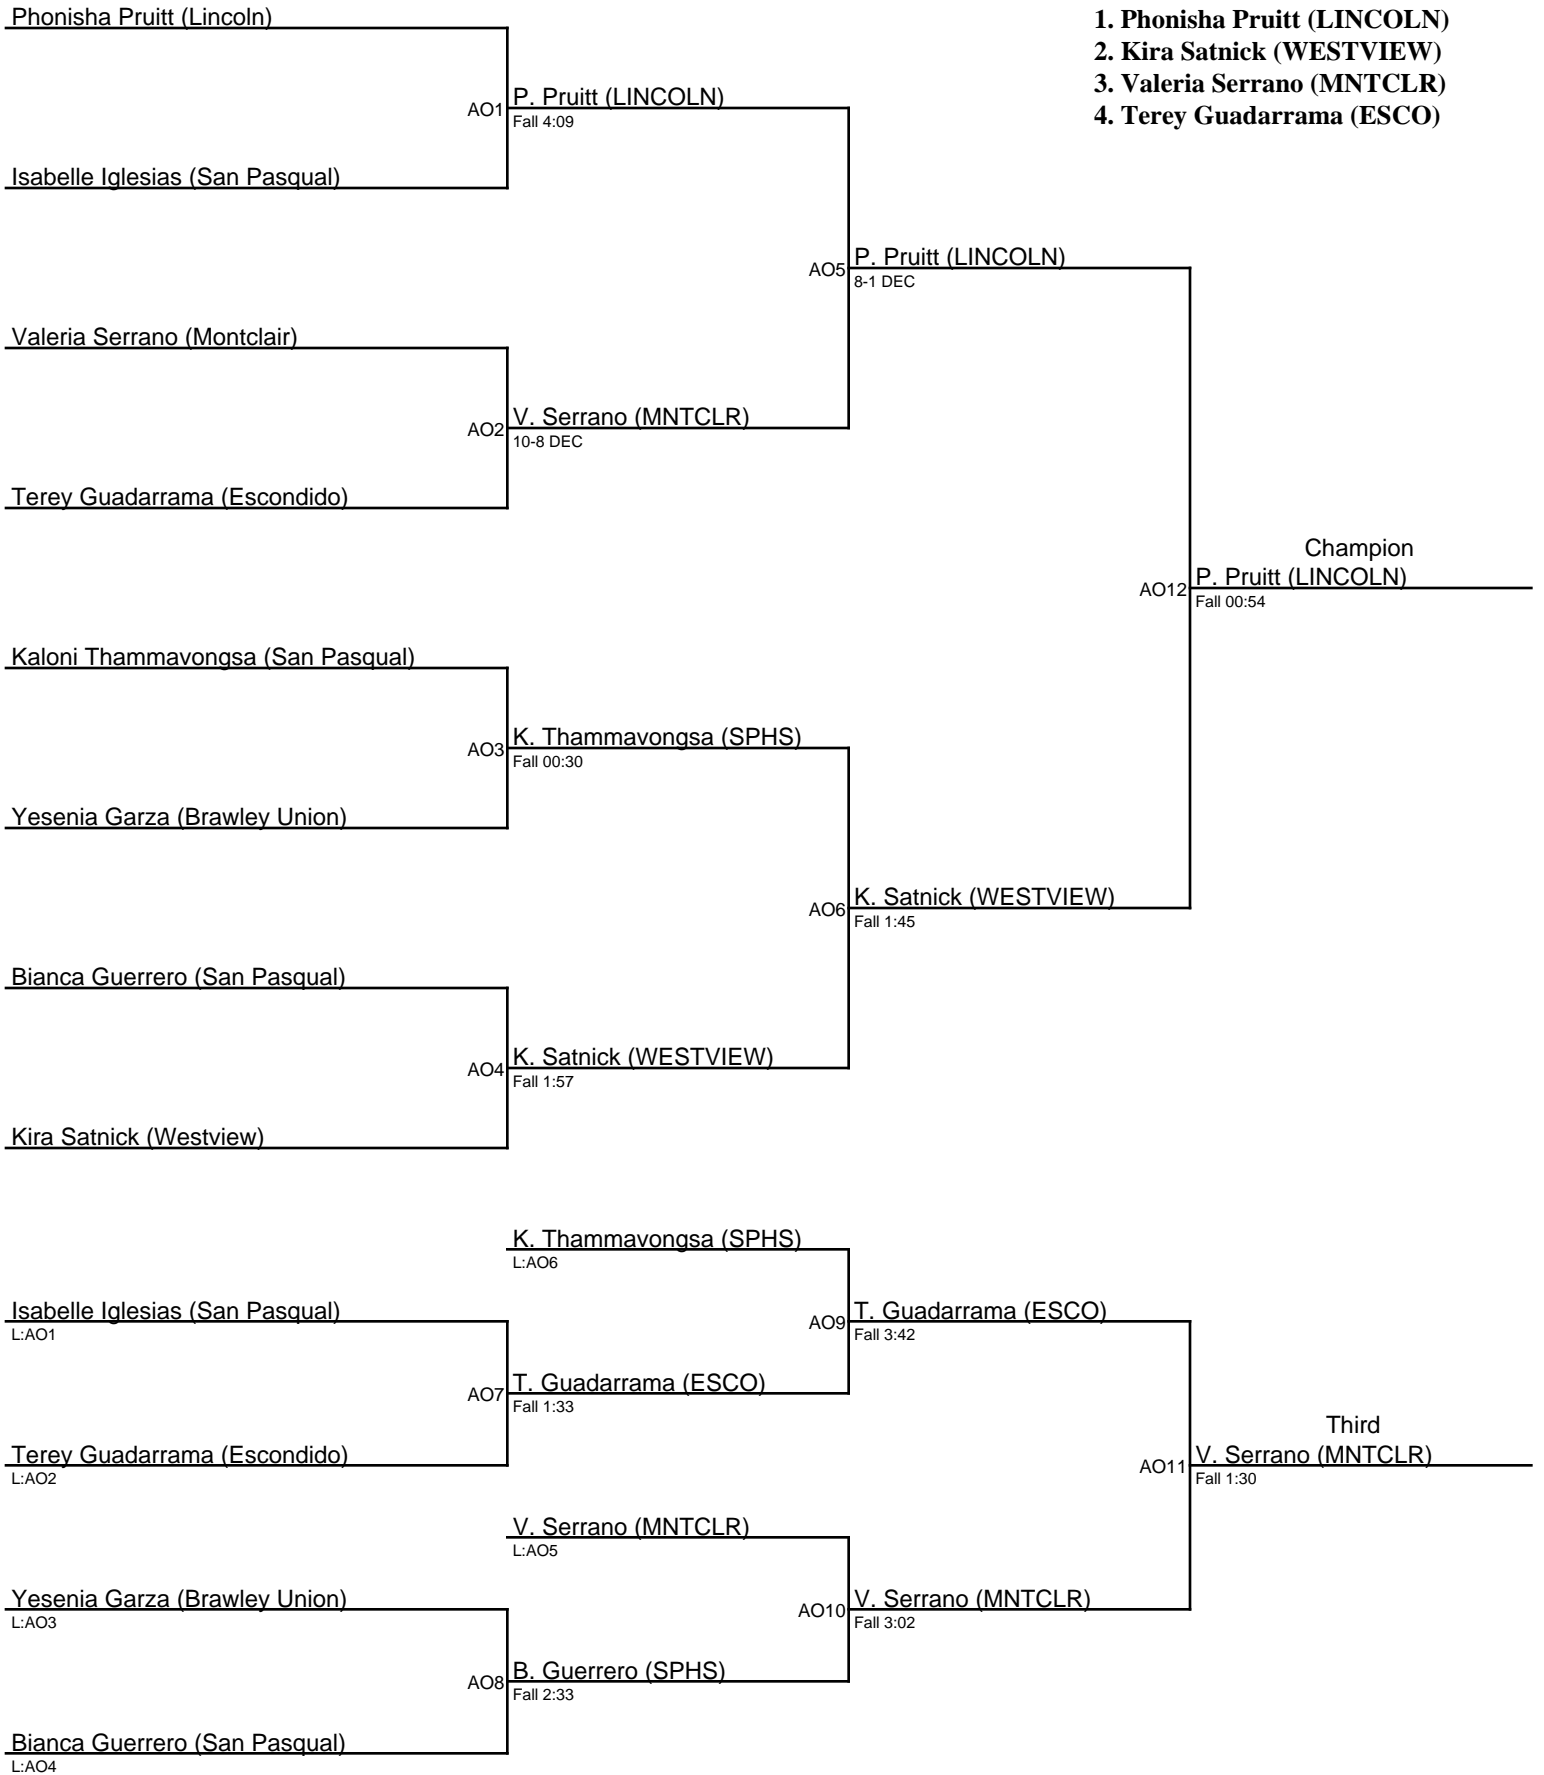 Phonisha Pruitt (Lincoln)
1. Phonisha Pruitt (LINCOLN)
2. Kira Satnick (WESTVIEW)
3. Valeria Serrano (MNTCLR)
4. Terey Guadarrama (ESCO)
AO1
P. Pruitt (LINCOLN)
Fall 4:09
Isabelle Iglesias (San Pasqual)
AO5
P. Pruitt (LINCOLN)
8-1 DEC
Valeria Serrano (Montclair)
AO2
V. Serrano (MNTCLR)
10-8 DEC
Terey Guadarrama (Escondido)
Champion
AO12
P. Pruitt (LINCOLN)
Fall 00:54
Kaloni Thammavongsa (San Pasqual)
AO3
K. Thammavongsa (SPHS)
Fall 00:30
Yesenia Garza (Brawley Union)
AO6
K. Satnick (WESTVIEW)
Fall 1:45
Bianca Guerrero (San Pasqual)
AO4
K. Satnick (WESTVIEW)
Fall 1:57
Kira Satnick (Westview)
K. Thammavongsa (SPHS)
L:AO6
Isabelle Iglesias (San Pasqual)
L:AO1
AO9
T. Guadarrama (ESCO)
Fall 3:42
AO7
T. Guadarrama (ESCO)
Fall 1:33
Terey Guadarrama (Escondido)
L:AO2
Third
AO11
V. Serrano (MNTCLR)
Fall 1:30
V. Serrano (MNTCLR)
L:AO5
Yesenia Garza (Brawley Union)
L:AO3
AO10
V. Serrano (MNTCLR)
Fall 3:02
AO8
B. Guerrero (SPHS)
Fall 2:33
Bianca Guerrero (San Pasqual)
L:AO4